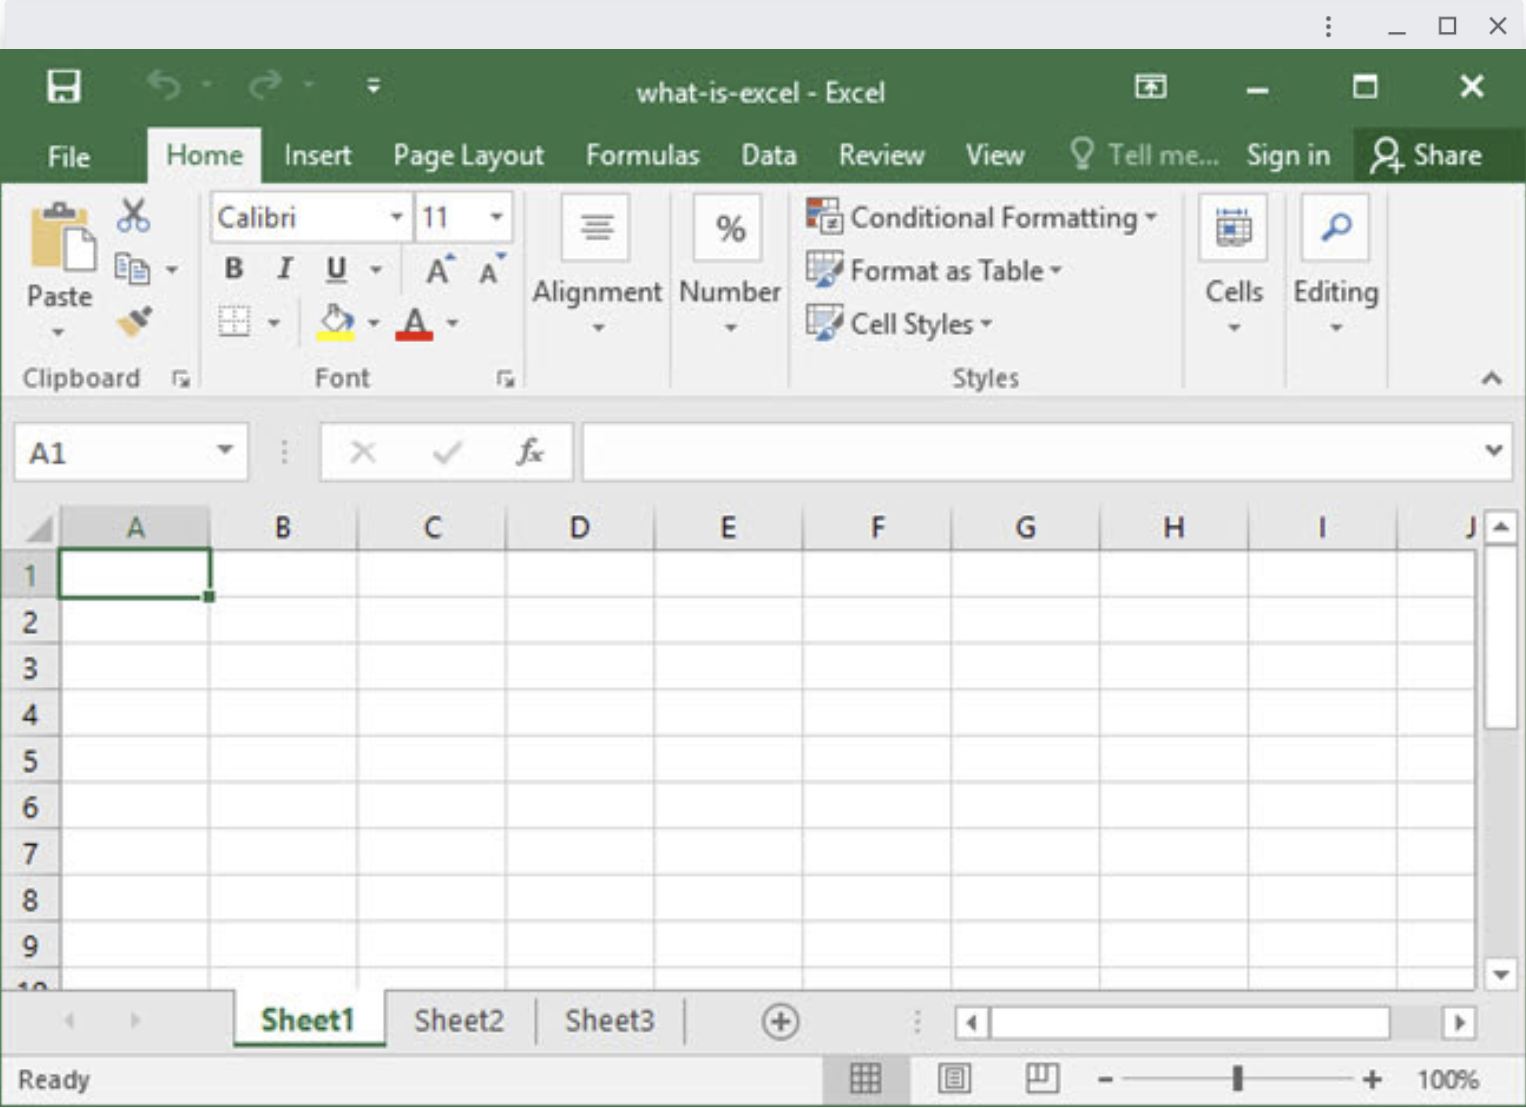 what-is-excel - Excel
File Home Insert Page Layout Formulas Data Review View Tell me... Sign in Share
Calibri 11
% Conditional Formatting
B I U A A Format as Table
Paste Alignment Number Cells Editing
A Cell Styles
Clipboard Font Styles
A1 fx
A B C D E F G H I J
1
2
3
4
5
6
7
8
9
10
Sheet1 Sheet2 Sheet3
Ready 100%